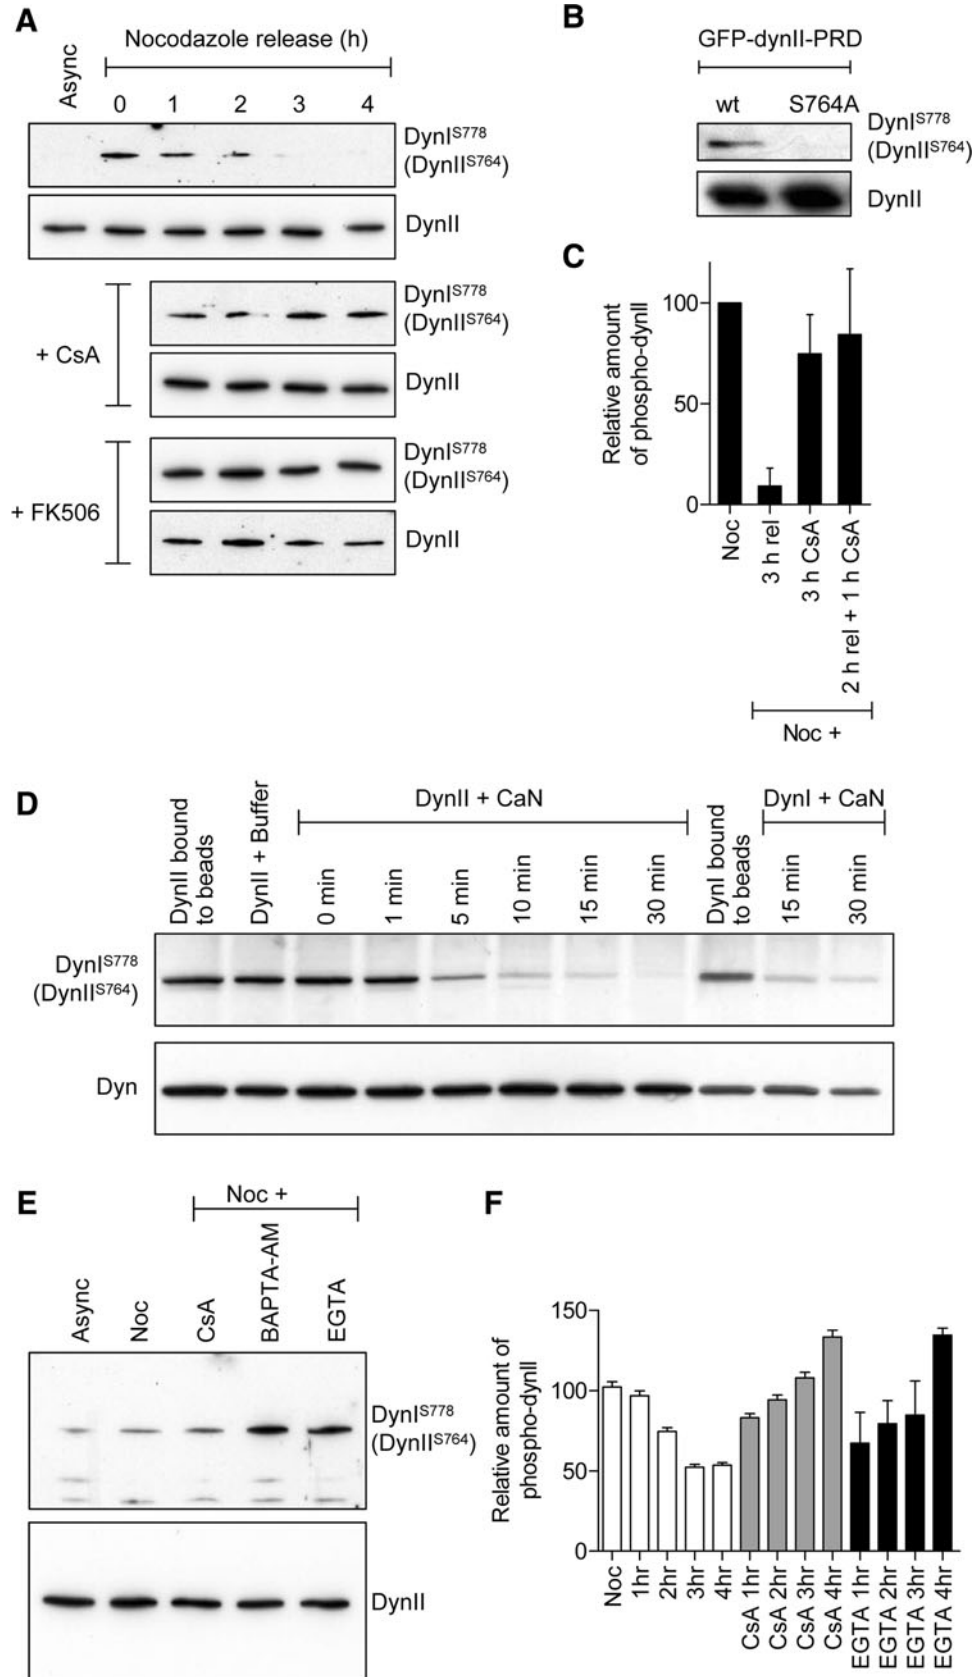 A
Async
Nocodazole release (h)
0 1 2 3 4
DynI^S778
(DynII^S764)
DynII
+ CsA
DynI^S778
(DynII^S764)
DynII
+ FK506
DynI^S778
(DynII^S764)
DynII
B
GFP-dynII-PRD
wt S764A
DynI^S778
(DynII^S764)
DynII
C
Relative amount
of phospho-dynII
100
50
0
Noc
3 h rel
3 h CsA
2 h rel + 1 h CsA
Noc +
D
DynII bound
to beads
DynII + Buffer
DynII + CaN
0 min
1 min
5 min
10 min
15 min
30 min
DynI bound
to beads
DynI + CaN
15 min
30 min
DynI^S778
(DynII^S764)
Dyn
E
Noc +
Async
Noc
CsA
BAPTA-AM
EGTA
DynI^S778
(DynII^S764)
DynII
F
Relative amount of
phospho-dynII
150
100
50
0
Noc
1hr
2hr
3hr
4hr
CsA 1hr
CsA 2hr
CsA 3hr
CsA 4hr
EGTA 1hr
EGTA 2hr
EGTA 3hr
EGTA 4hr